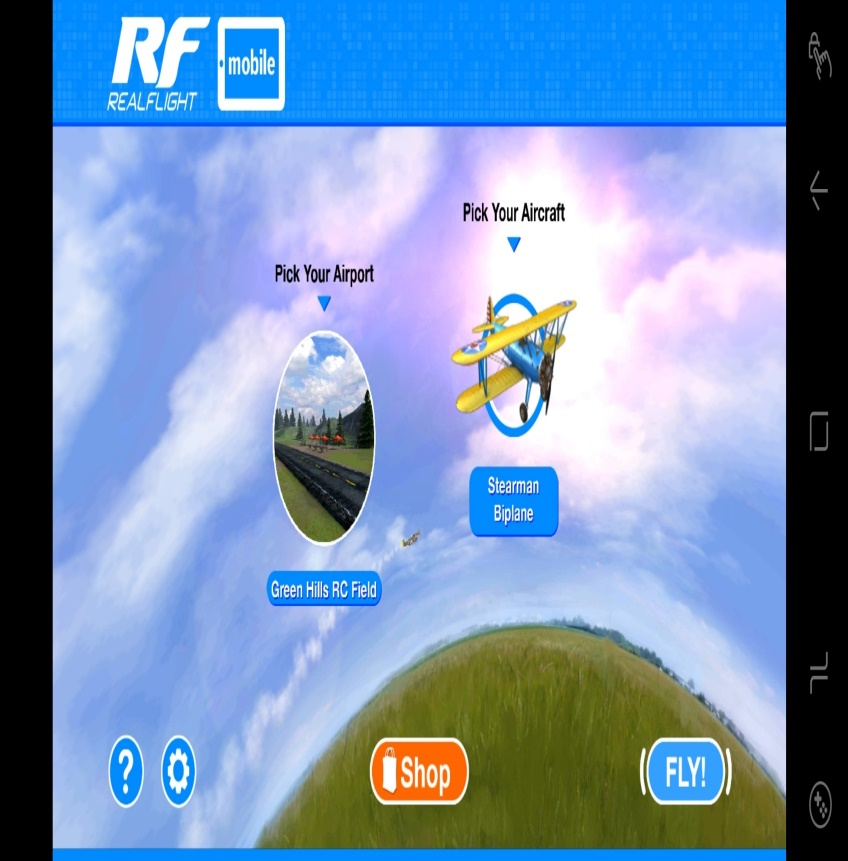 RF
REALFLIGHT
mobile
Pick Your Aircraft
Pick Your Airport
Stearman
Biplane
Green Hills RC Field
?
Shop
FLY!